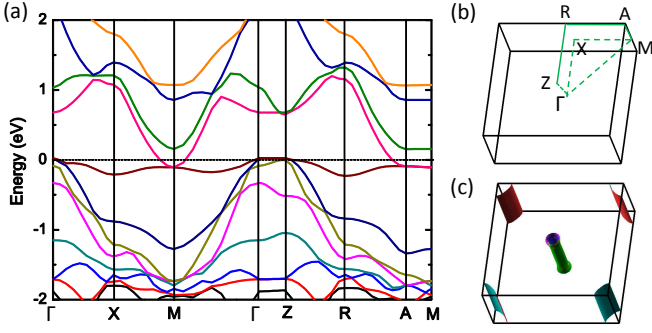 (a)
2
1
0
-1
-2
Energy (eV)
Γ X M Γ Z R A M
(b)
R A
X M
Z
Γ
(c)